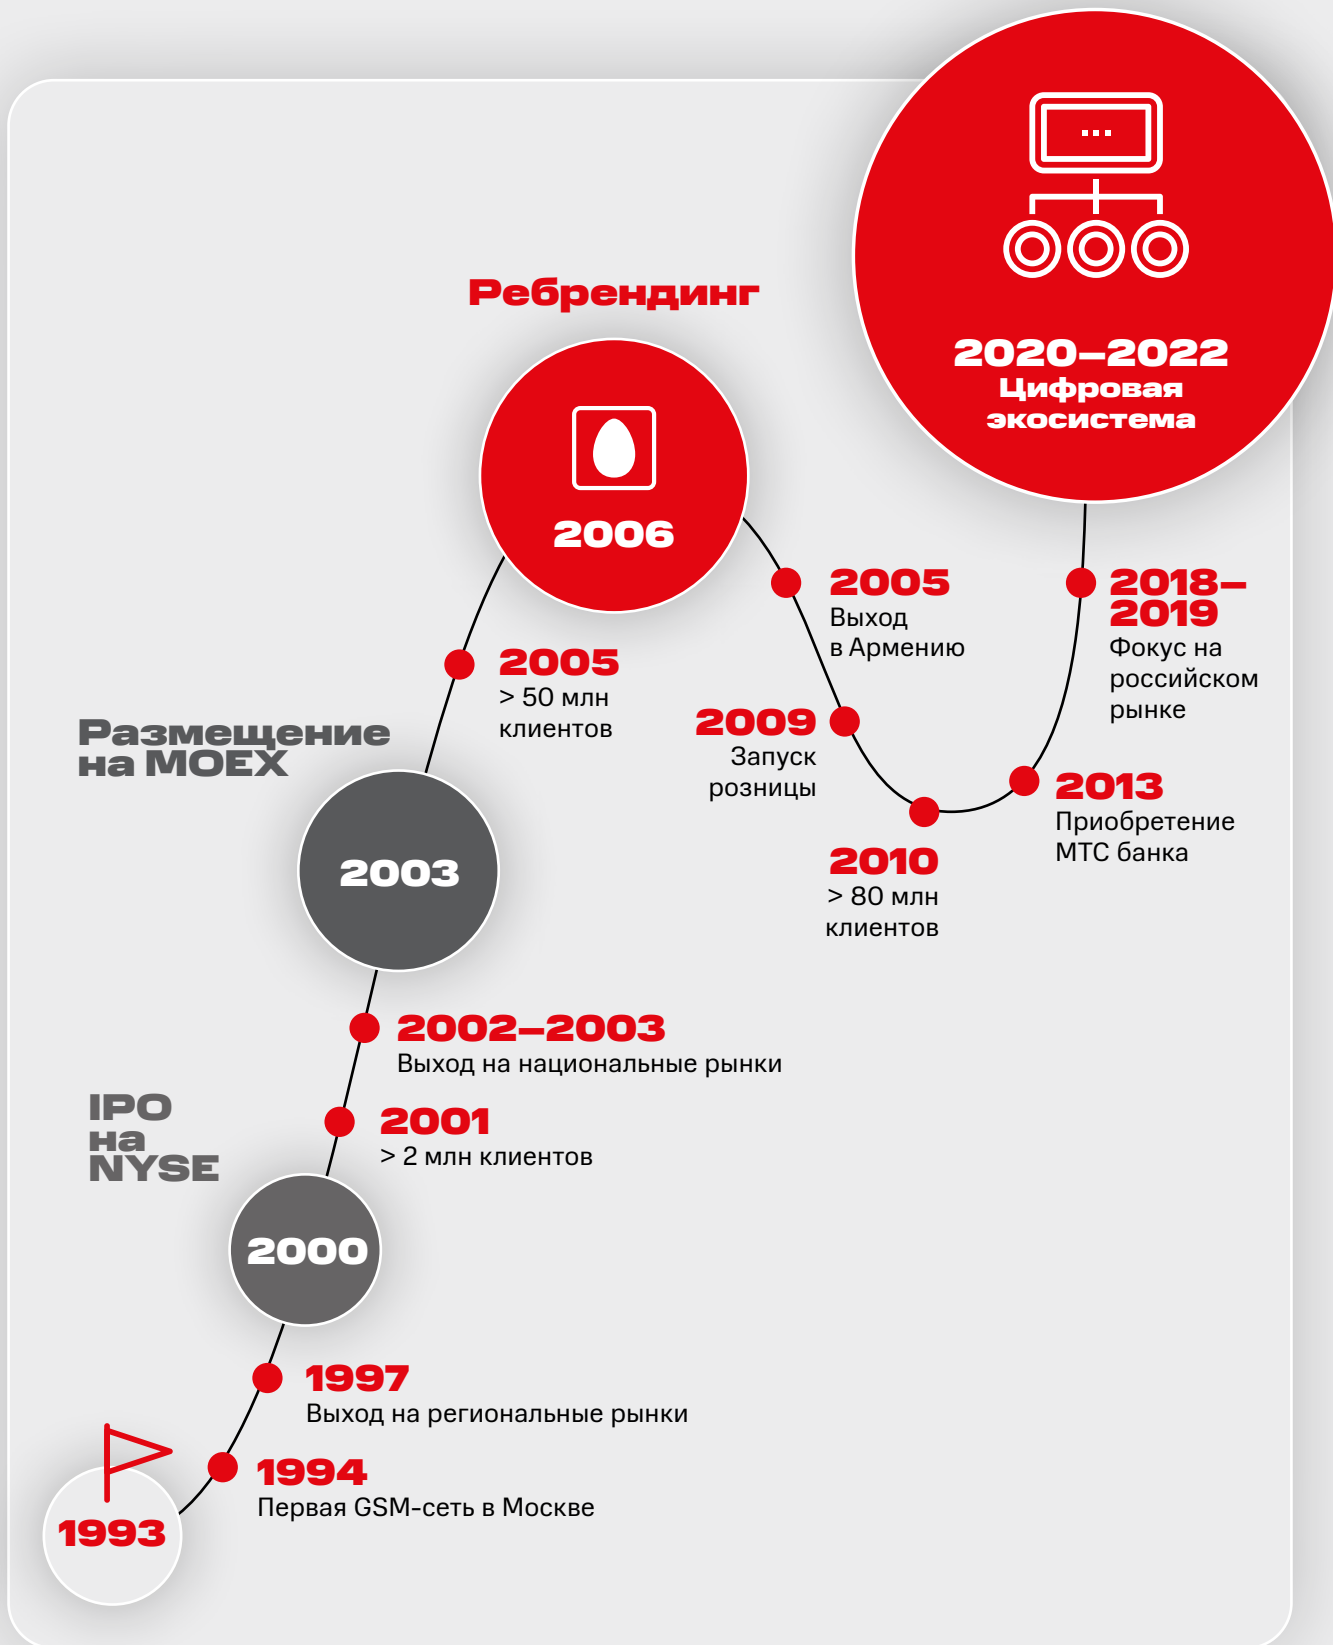 2020–2022
Цифровая
экосистема
Ребрендинг
2006
2005
Выход
в Армению
2018–
2019
Фокус на
российском
рынке
2005
> 50 млн
клиентов
2009
Запуск
розницы
2013
Приобретение
МТС банка
2010
> 80 млн
клиентов
Размещение
на MOEX
2003
2002–2003
Выход на национальные рынки
2001
> 2 млн клиентов
IPO
на
NYSE
2000
1997
Выход на региональные рынки
1994
Первая GSM-сеть в Москве
1993